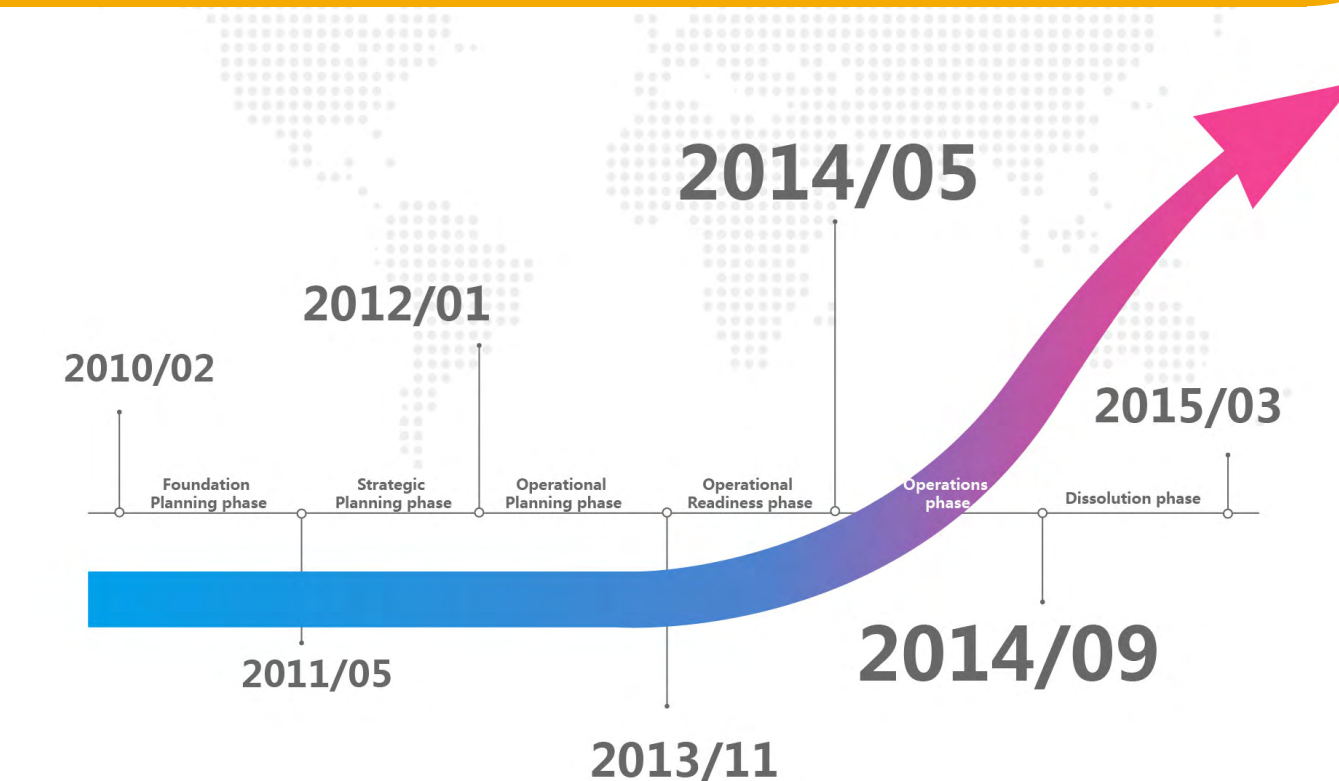 2014/05
2012/01
2010/02
2015/03
Foundation
Planning phase
Strategic
Planning phase
Operational
Planning phase
Operational
Readiness phase
Operations
phase
Dissolution phase
2011/05
2014/09
2013/11